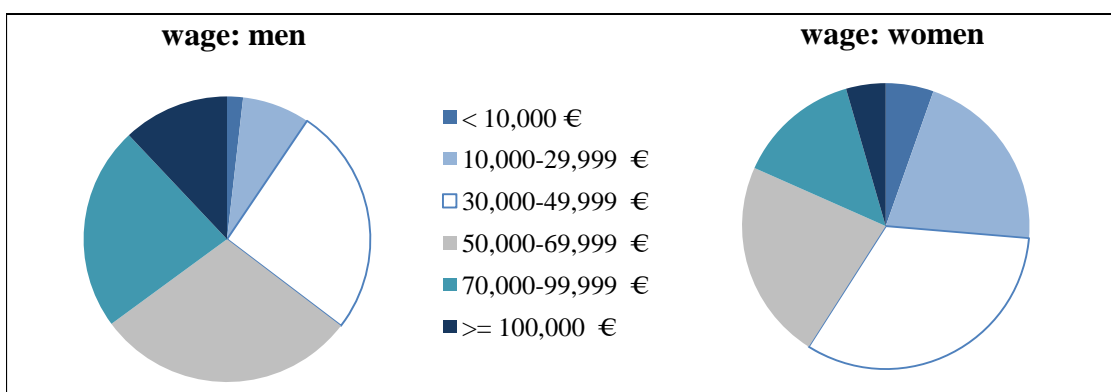 wage: men
wage: women
< 10,000 €
10,000-29,999 €
30,000-49,999 €
50,000-69,999 €
70,000-99,999 €
>= 100,000 €